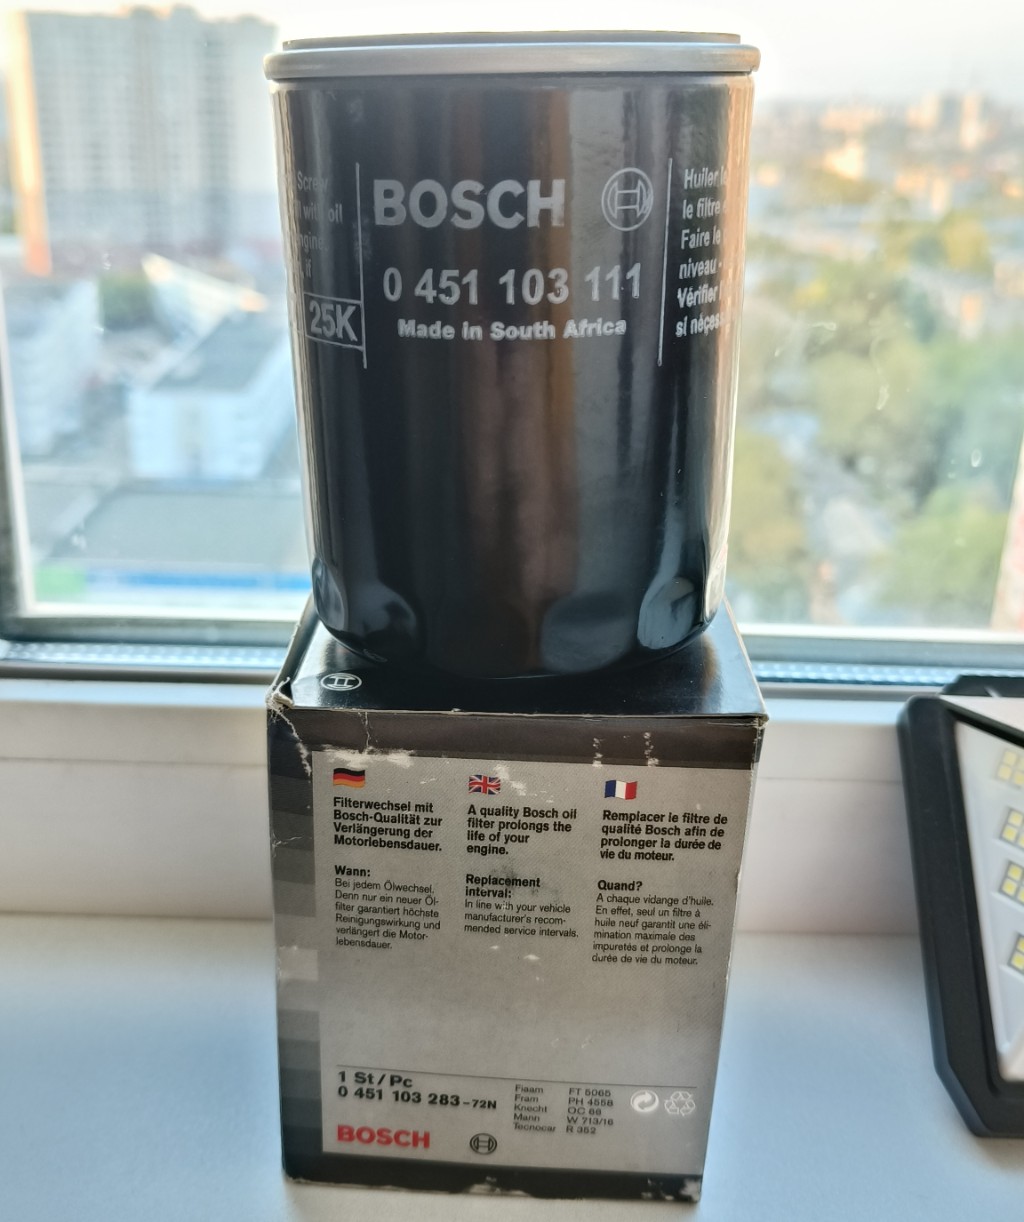 Screw
with oil
engine.
if
25K
BOSCH
0 451 103 111
Made in South Africa
Huiler
le filtre
Faire le
niveau
Vérifier
si
Filterwechsel mit
Bosch-Qualität zur
Verlängerung der
Motorlebensdauer.
Wann:
Bei jedem Ölwechsel.
Denn nur ein neuer Öl-
filter garantiert höchste
Reinigungswirkung und
verlängert die Motor-
lebensdauer.
A quality Bosch oil
filter prolongs the
life of your
engine.
Replacement
interval:
In line with your vehicle
manufacturer's recom-
mended service intervals.
Remplacer le filtre de
qualité Bosch afin de
prolonger la durée de
vie du moteur.
Quand?
A chaque vidange d'huile.
En effet, seul un filtre à
huile neuf garantit une éli-
mination maximale des
impuretés et prolonge la
durée de vie du moteur.
1 St/Pc
0 451 103 283-72N
BOSCH
Fiaam FT 5065
Fram PH 4558
Knecht OC 66
Mann W 713/16
Tecnocar R 352